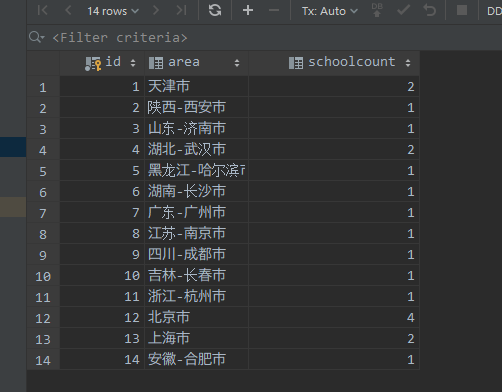 14 rows Tx: Auto DB DD
<Filter criteria>
id area schoolcount
1 1 天津市 2
2 2 陕西-西安市 1
3 3 山东-济南市 1
4 4 湖北-武汉市 2
5 5 黑龙江-哈尔滨市 1
6 6 湖南-长沙市 1
7 7 广东-广州市 1
8 8 江苏-南京市 1
9 9 四川-成都市 1
10 10 吉林-长春市 1
11 11 浙江-杭州市 1
12 12 北京市 4
13 13 上海市 2
14 14 安徽-合肥市 1